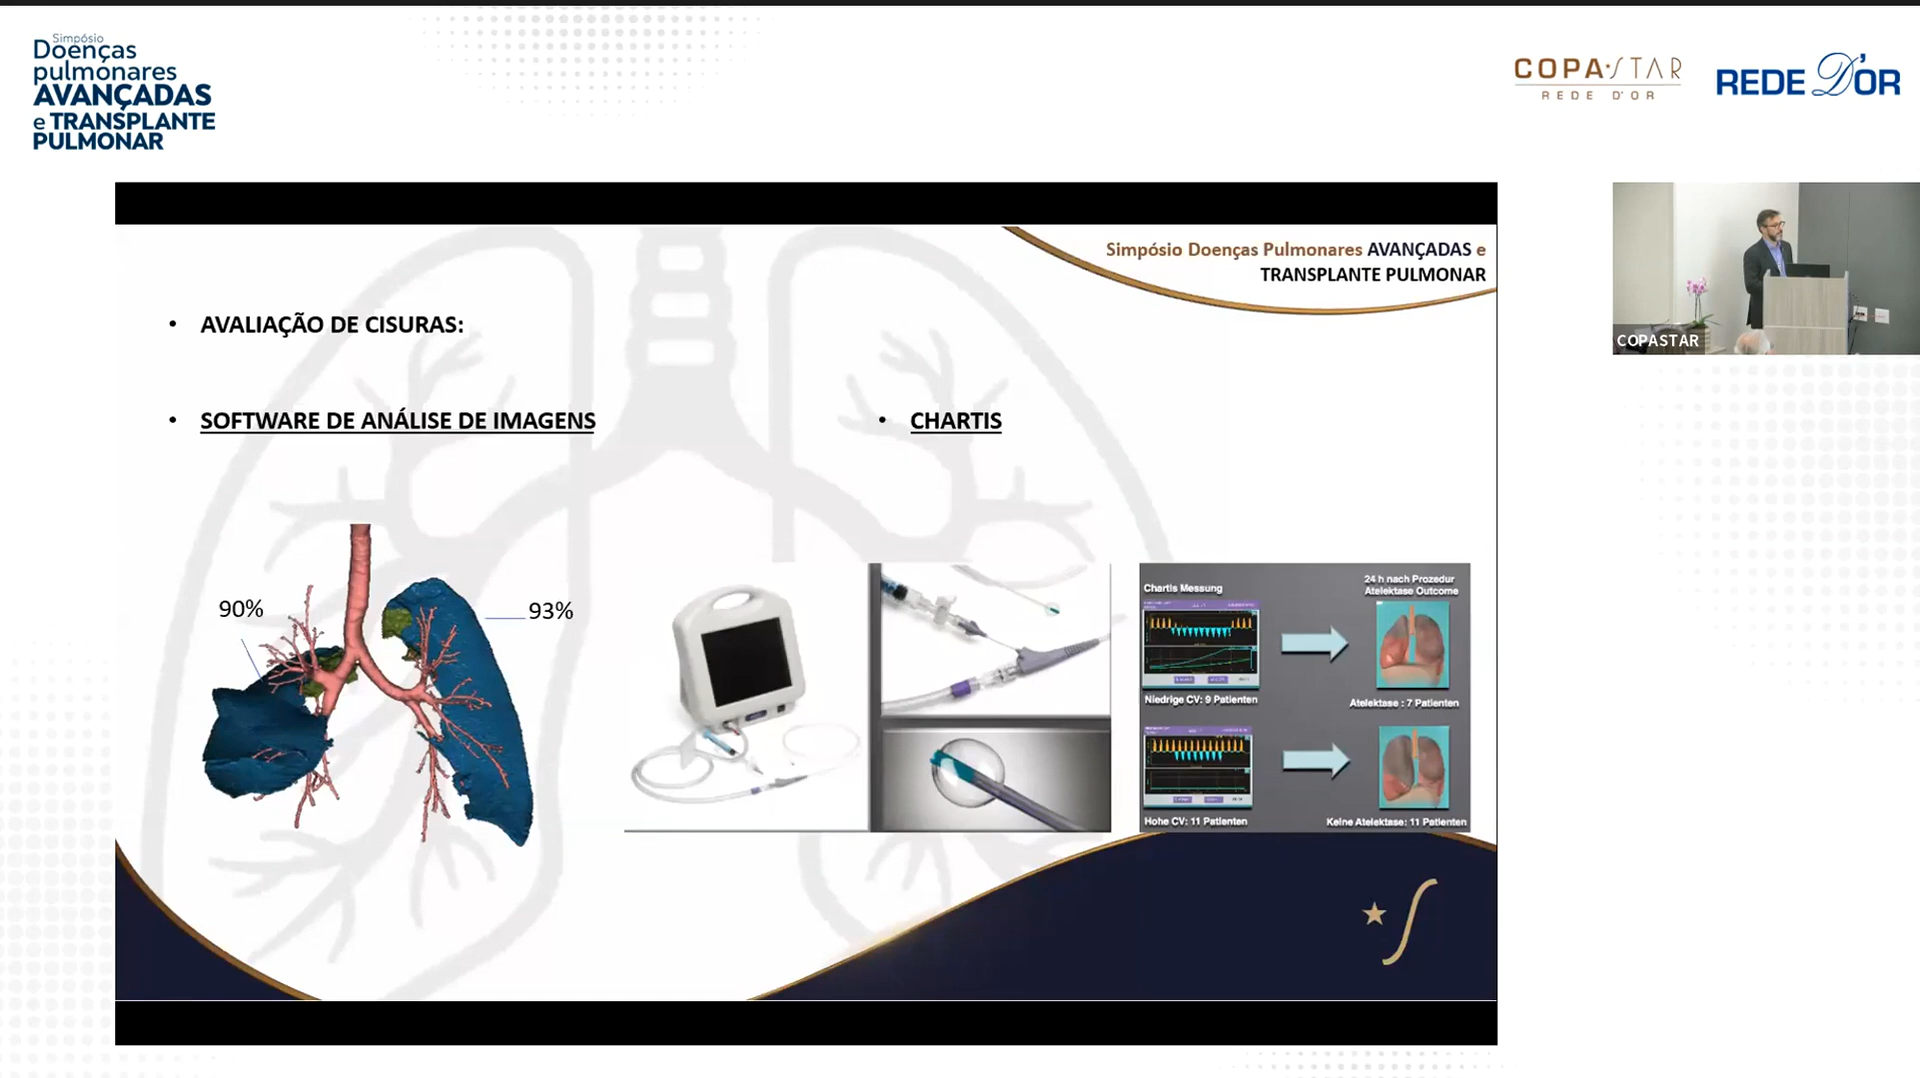 Simpósio
Doenças
pulmonares
AVANÇADAS
e TRANSPLANTE
PULMONAR
COPA STAR
REDE D'OR
REDE D'OR
Simpósio Doenças Pulmonares AVANÇADAS e
TRANSPLANTE PULMONAR
• AVALIAÇÃO DE CISURAS:
• SOFTWARE DE ANÁLISE DE IMAGENS
• CHARTIS
90%
93%
Chartis Messung
24 h nach Prozedur
Atelektase Outcome
Niedrige CV: 9 Patienten
Atelektase : 7 Patienten
Hohe CV: 11 Patienten
Keine Atelektase: 11 Patienten
COPASTAR